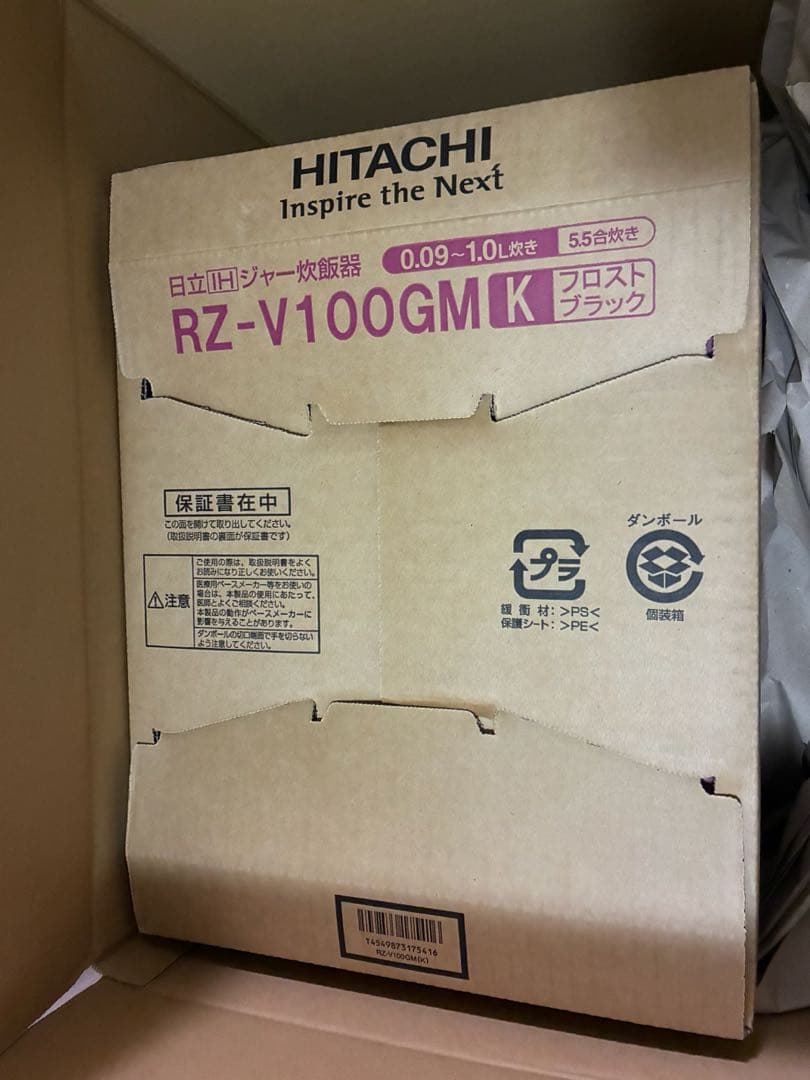 HITACHI
Inspire the Next
日立IHジャー炊飯器
0.09～1.0L炊き 5.5合炊き
RZ-V100GM K フロストブラック
保証書在中
この面を開けて取り出してください。
(取扱説明書の裏面が保証書です)
⚠注意
ご使用の際は、取扱説明書をよく
お読みになり正しくお使いください。
医療用ペースメーカー等をお使いの
場合は、本製品の使用にあたって、
医師とよくご相談ください。
本製品の動作がペースメーカーに
影響を与えることがあります。
ダンボールの切口端面で手を切らない
よう注意してください。
プラ
緩衝材：>PS<
保護シート：>PE<
ダンボール
個装箱
T4549873175416
RZ-V100GM(K)